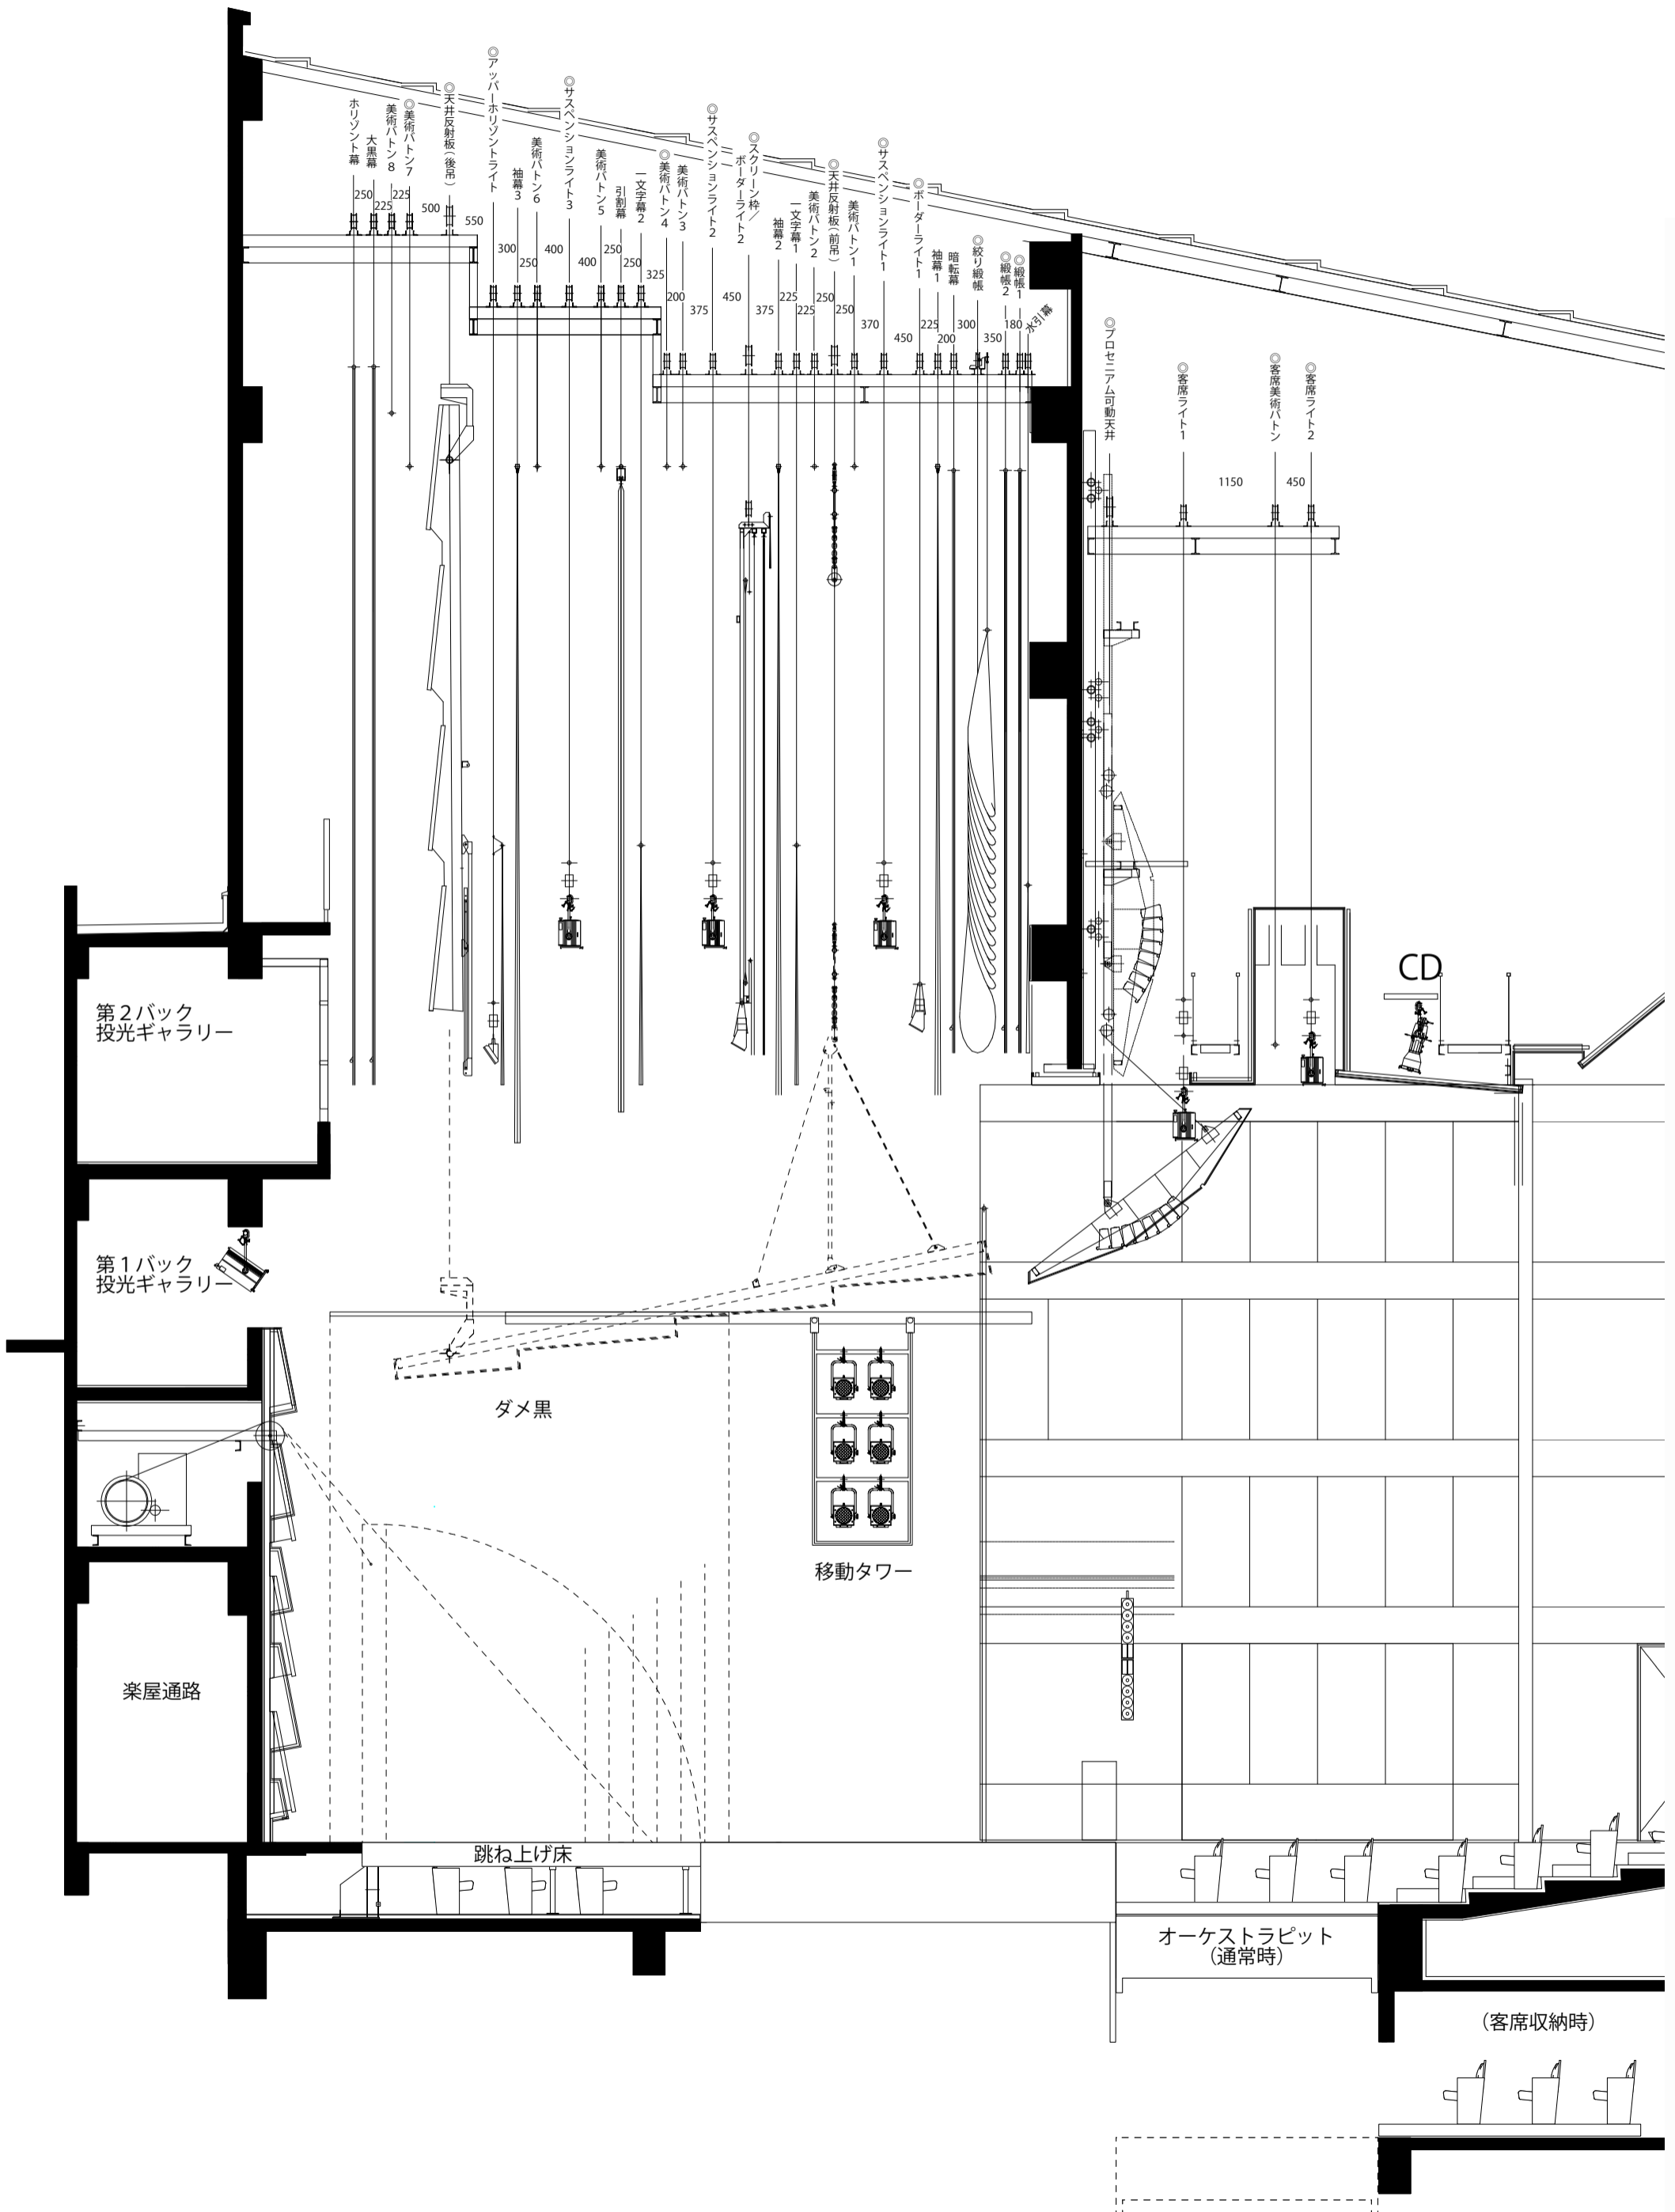 ホリゾント幕
大黒幕
美術バトン8
◎美術バトン7
◎天井反射板（後吊）
◎アッパーホリゾントライト
袖幕3
美術バトン6
◎サスペンションライト3
美術バトン5
引割幕
一文字幕2
◎美術バトン4
美術バトン3
◎サスペンションライト2
◎スクリーン枠／
ボーダーライト2
袖幕2
一文字幕1
美術バトン2
◎天井反射板（前吊）
美術バトン1
◎サスペンションライト1
◎ボーダーライト1
袖幕1
暗転幕
◎絞り緞帳
◎緞帳2
◎緞帳1
水引幕
◎プロセニアム可動天井
◎客席ライト1
◎客席美術バトン
◎客席ライト2
250
225
225
500
550
300
250
400
400
250
250
325
200
375
450
375
225
225
250
250
370
450
225
200
300
350
180
1150
450
CD
第２バック
投光ギャラリー
第１バック
投光ギャラリー
ダメ黒
移動タワー
楽屋通路
跳ね上げ床
オーケストラピット
（通常時）
（客席収納時）